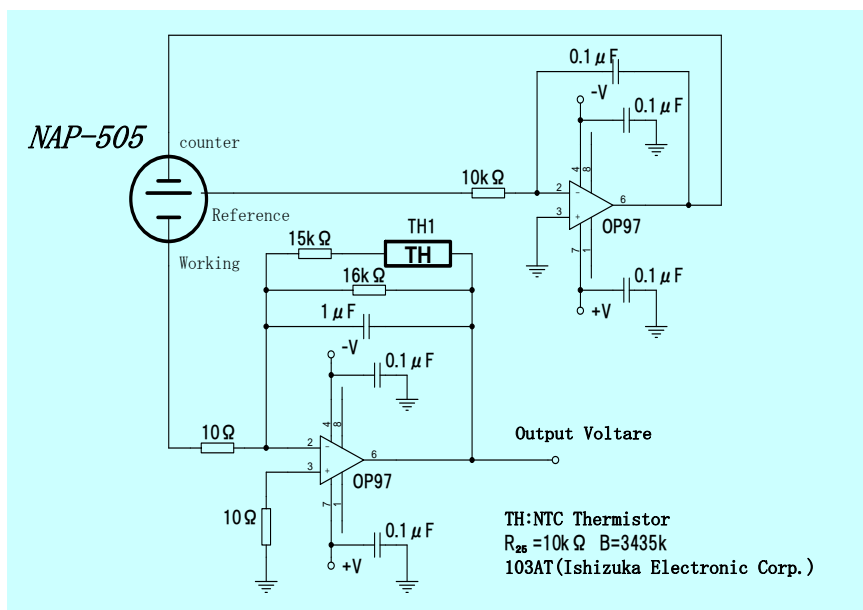 0.1μF
-V
0.1μF
NAP-505
counter
4
8
10kΩ
2
-
6
Reference
3
+
OP97
TH1
15kΩ
TH
7
1
Working
16kΩ
0.1μF
1μF
+V
-V
0.1μF
4
8
10Ω
2
-
6
Output Voltare
3
+
OP97
7
1
10Ω
0.1μF
TH:NTC Thermistor
+V
R₂₅ =10kΩ B=3435k
103AT(Ishizuka Electronic Corp.)